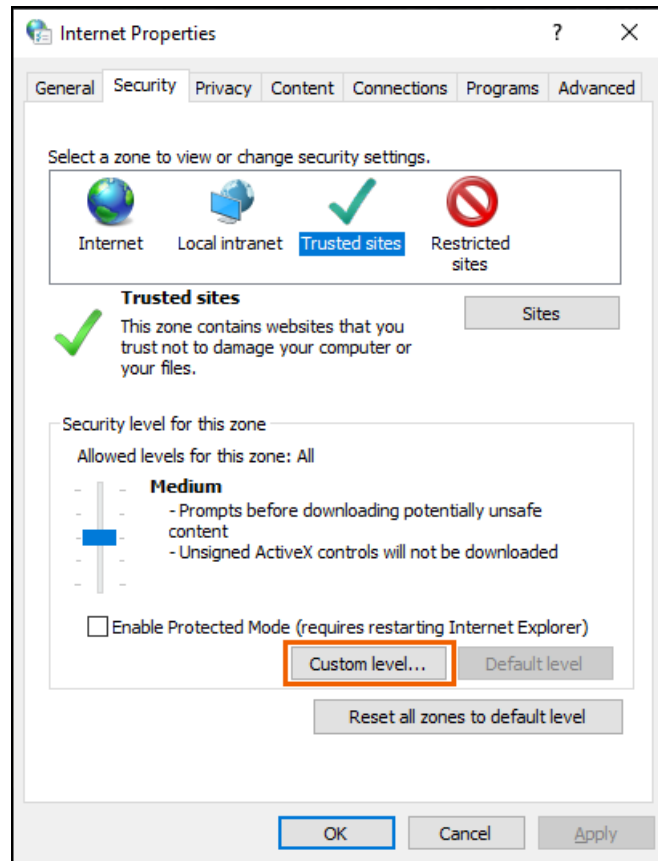 Internet Properties
?
General Security Privacy Content Connections Programs Advanced
Select a zone to view or change security settings.
Internet
Local intranet
Trusted sites
Restricted
sites
Trusted sites
This zone contains websites that you
trust not to damage your computer or
your files.
Sites
Security level for this zone
Allowed levels for this zone: All
Medium
- Prompts before downloading potentially unsafe
content
- Unsigned ActiveX controls will not be downloaded
Enable Protected Mode (requires restarting Internet Explorer)
Custom level...
Default level
Reset all zones to default level
OK
Cancel
Apply